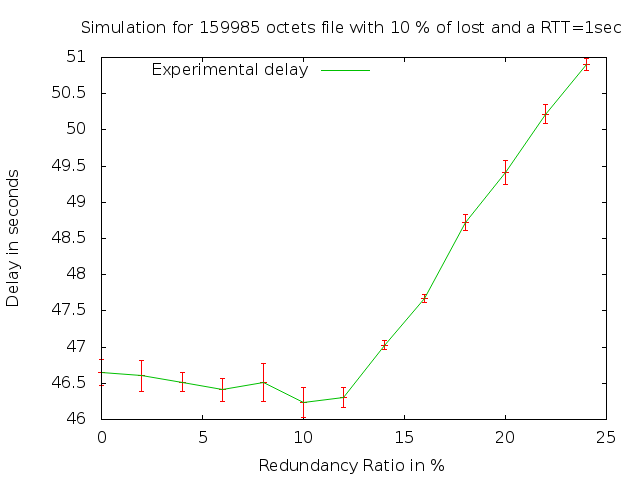 Simulation for 159985 octets file with 10 % of lost and a RTT=1sec
Experimental delay
51
50.5
50
49.5
49
48.5
48
47.5
47
46.5
46
Delay in seconds
0 5 10 15 20 25
Redundancy Ratio in %